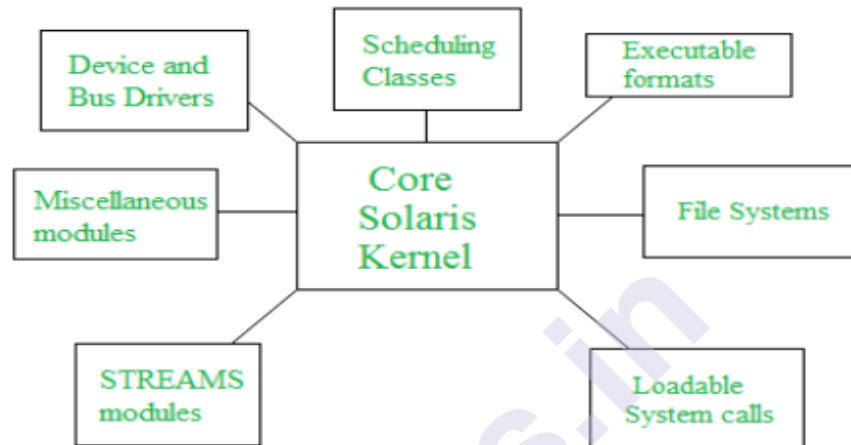 Scheduling
Classes
Executable
formats
Device and
Bus Drivers
Core
Solaris
Kernel
Miscellaneous
modules
File Systems
STREAMS
modules
Loadable
System calls
s.in